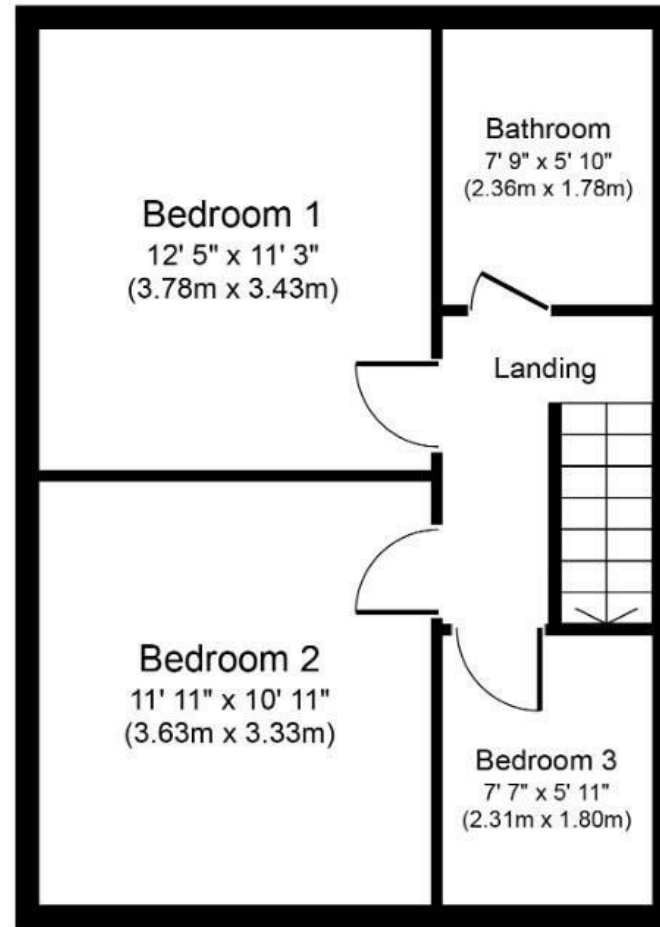 Bathroom
7' 9" x 5' 10"
(2.36m x 1.78m)
Bedroom 1
12' 5" x 11' 3"
(3.78m x 3.43m)
Landing
Bedroom 2
11' 11" x 10' 11"
(3.63m x 3.33m)
Bedroom 3
7' 7" x 5' 11"
(2.31m x 1.80m)